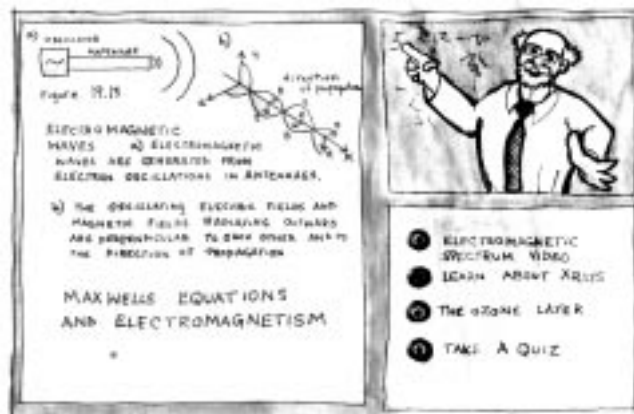 a) OSCILLATOR
ANTENNAE
b)
direction
of propagation
Figure 19.19
ELECTROMAGNETIC
WAVES a) ELECTROMAGNETIC
WAVES ARE GENERATED FROM
ELECTRON OSCILLATIONS IN ANTENNAES.
b) THE OSCILLATING ELECTRIC FIELDS AND
MAGNETIC FIELDS RADIATING OUTWARD
ARE PERPENDICULAR TO EACH OTHER AND TO
THE DIRECTION OF PROPAGATION
MAXWELLS EQUATIONS
AND ELECTROMAGNETISM
ELECTROMAGNETIC
SPECTRUM VIDEO
LEARN ABOUT XRAYS
THE OZONE LAYER
TAKE A QUIZ